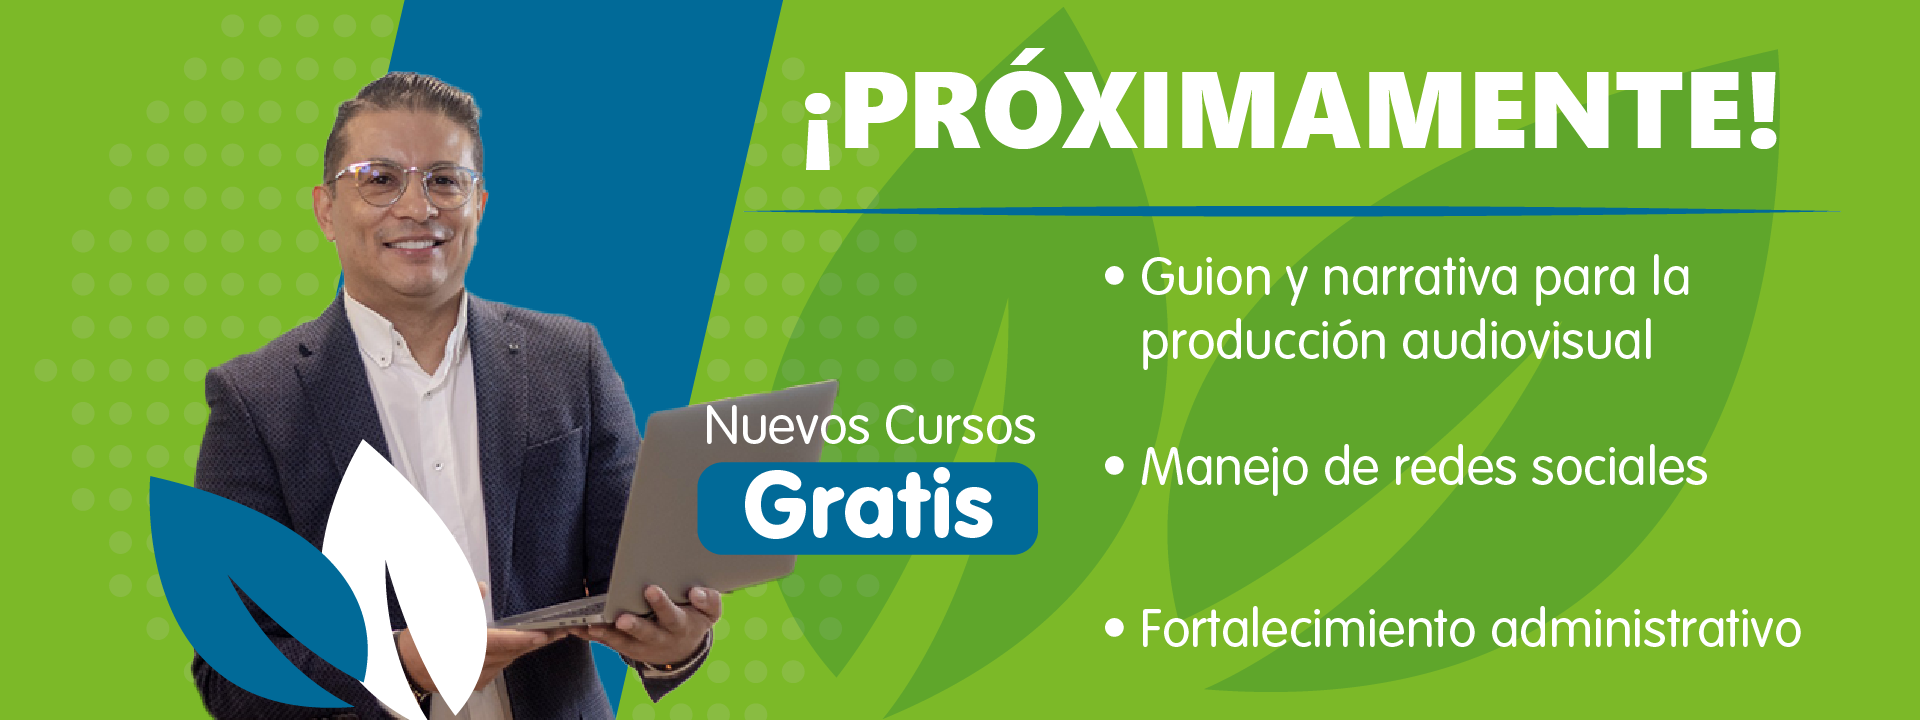 ¡PRÓXIMAMENTE!
Nuevos Cursos
Gratis
• Guion y narrativa para la
producción audiovisual
• Manejo de redes sociales
• Fortalecimiento administrativo